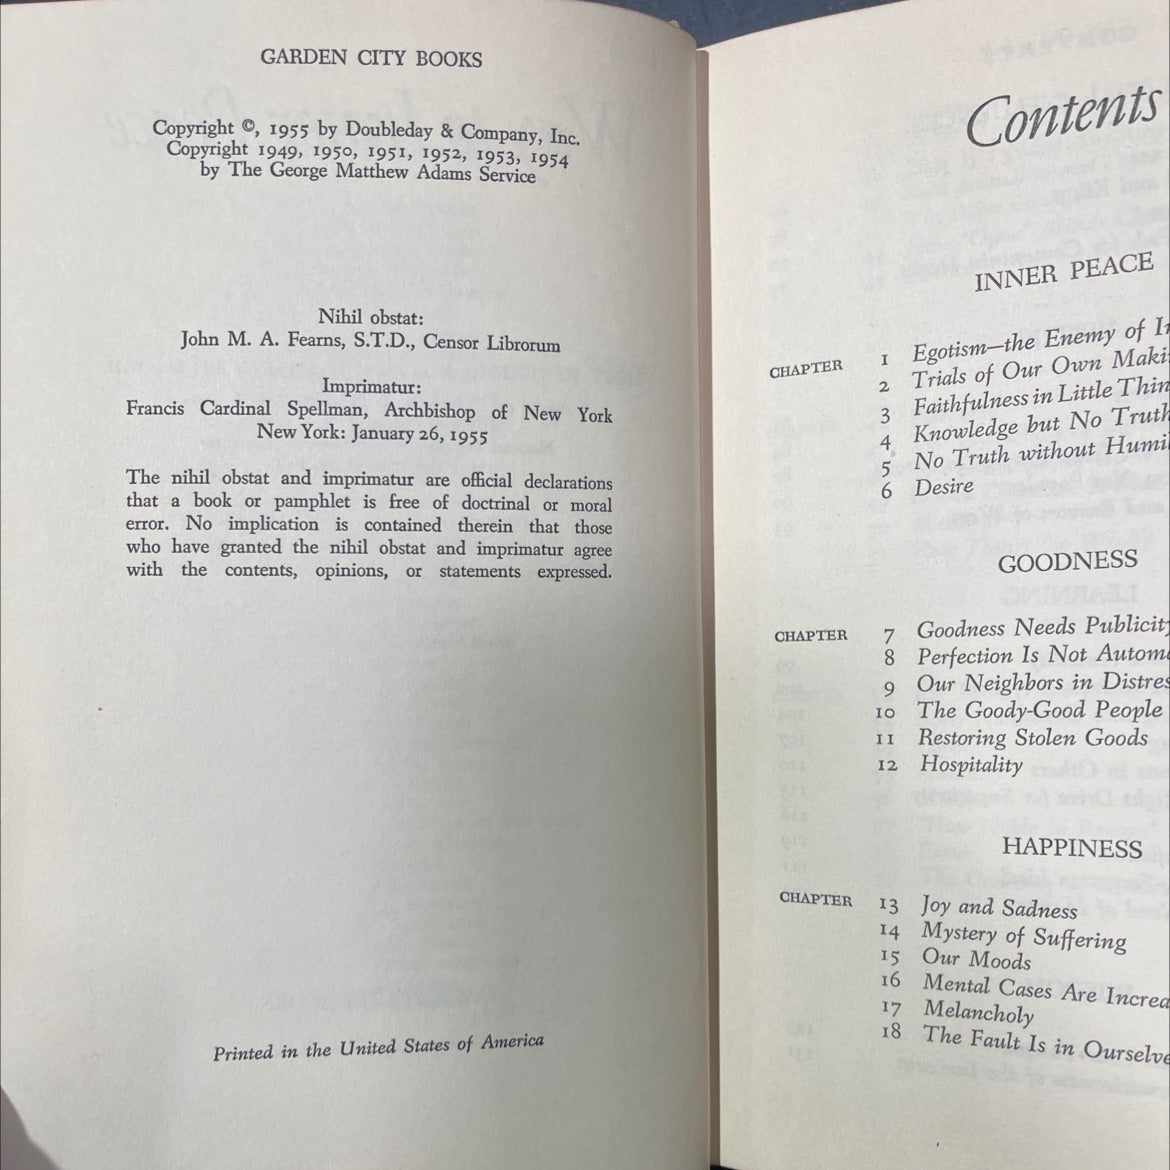 GARDEN CITY BOOKS
Copyright ©, 1955 by Doubleday & Company, Inc.
Copyright 1949, 1950, 1951, 1952, 1953, 1954
by The George Matthew Adams Service
Nihil obstat:
John M. A. Fearns, S.T.D., Censor Librorum
Imprimatur:
Francis Cardinal Spellman, Archbishop of New York
New York: January 26, 1955
The nihil obstat and imprimatur are official declarations
that a book or pamphlet is free of doctrinal or moral
error. No implication is contained therein that those
who have granted the nihil obstat and imprimatur agree
with the contents, opinions, or statements expressed.
Printed in the United States of America
Contents
INNER PEACE
CHAPTER 1 Egotism—the Enemy of
2 Trials of Our Own
3 Faithfulness in Little
4 Knowledge but No Truth
5 No Truth without
6 Desire
GOODNESS
CHAPTER 7 Goodness Needs
8 Perfection Is Not
9 Our Neighbors in
10 The Goody-Good People
11 Restoring Stolen Goods
12 Hospitality
HAPPINESS
CHAPTER 13 Joy and Sadness
14 Mystery of Suffering
15 Our Moods
16 Mental Cases Are
17 Melancholy
18 The Fault Is in